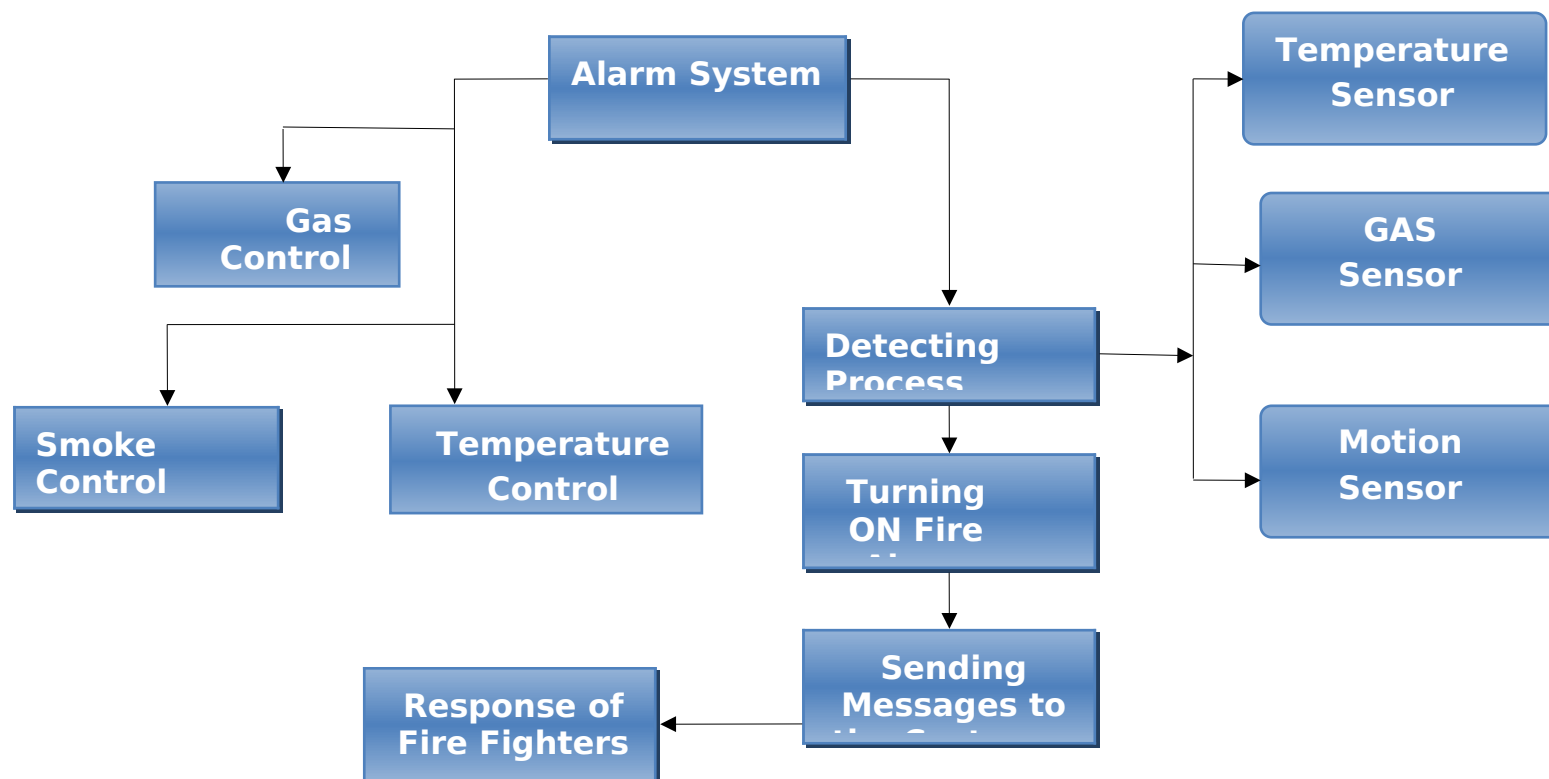 Alarm System
Temperature
Sensor
Gas
Control
GAS
Sensor
Detecting
Process
Smoke
Control
Temperature
Control
Motion
Sensor
Turning
ON Fire
Sending
Messages to
Response of
Fire Fighters